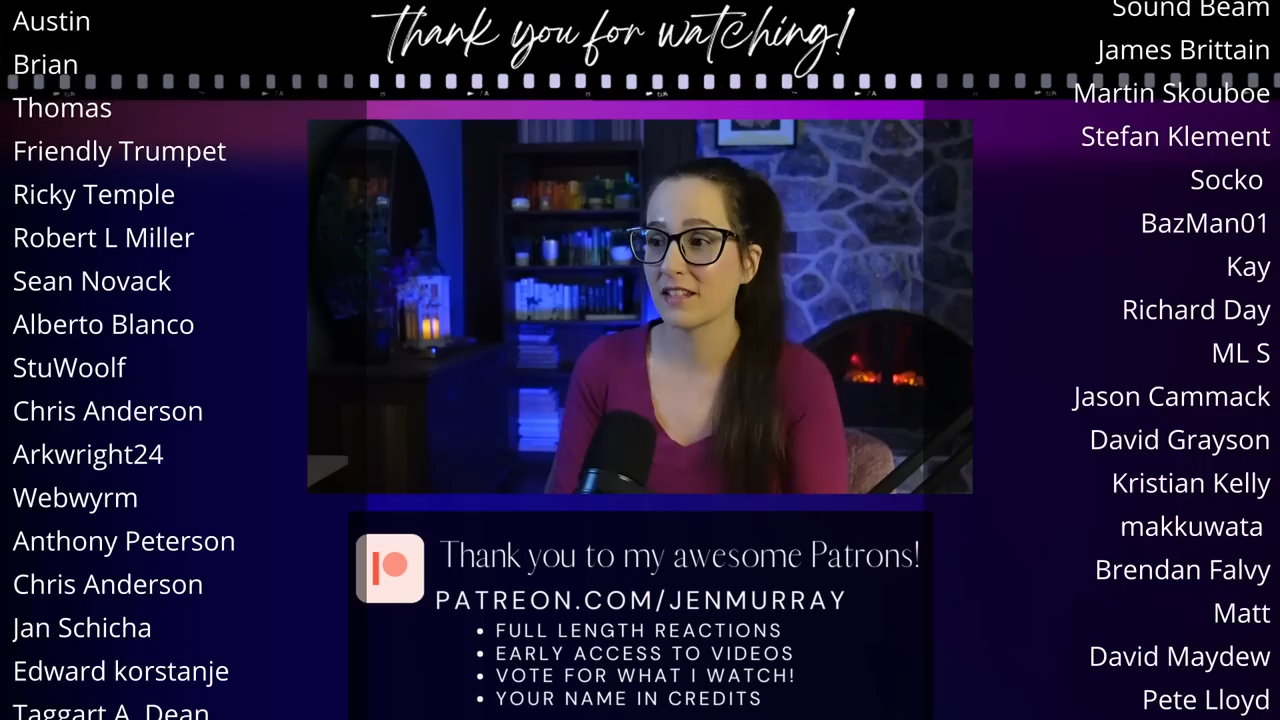 Thank you for watching!
Austin
Brian
Thomas
Friendly Trumpet
Ricky Temple
Robert L Miller
Sean Novack
Alberto Blanco
StuWoolf
Chris Anderson
Arkwright24
Webwyrm
Anthony Peterson
Chris Anderson
Jan Schicha
Edward korstanje
Taggart A. Dean
Thank you to my awesome Patrons!
PATREON.COM/JENMURRAY
• FULL LENGTH REACTIONS
• EARLY ACCESS TO VIDEOS
• VOTE FOR WHAT I WATCH!
• YOUR NAME IN CREDITS
Sound Beam
James Brittain
Martin Skouboe
Stefan Klement
Socko
BazMan01
Kay
Richard Day
ML S
Jason Cammack
David Grayson
Kristian Kelly
makkuwata
Brendan Falvy
Matt
David Maydew
Pete Lloyd